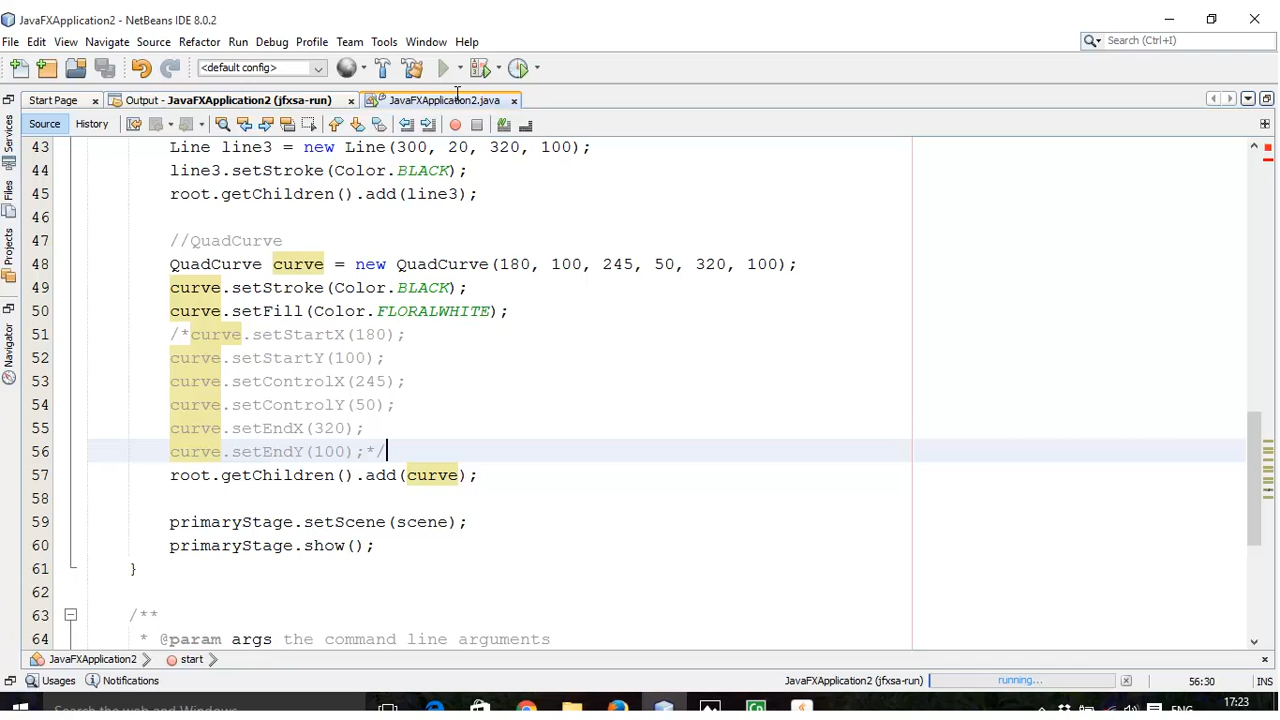 JavaFXApplication2 - NetBeans IDE 8.0.2
File Edit View Navigate Source Refactor Run Debug Profile Team Tools Window Help
Search (Ctrl+I)
<default config>
Start Page
Output - JavaFXApplication2 (jfxsa-run)
JavaFXApplication2.java
Source History
Services
Files
Projects
Navigator
43 Line line3 = new Line(300, 20, 320, 100);
44 line3.setStroke(Color.BLACK);
45 root.getChildren().add(line3);
46
47 //QuadCurve
48 QuadCurve curve = new QuadCurve(180, 100, 245, 50, 320, 100);
49 curve.setStroke(Color.BLACK);
50 curve.setFill(Color.FLORALWHITE);
51 /*curve.setStartX(180);
52 curve.setStartY(100);
53 curve.setControlX(245);
54 curve.setControlY(50);
55 curve.setEndX(320);
56 curve.setEndY(100);*/
57 root.getChildren().add(curve);
58
59 primaryStage.setScene(scene);
60 primaryStage.show();
61 }
62
63 /**
64 * @param args the command line arguments
JavaFXApplication2 start
Usages Notifications
JavaFXApplication2 (jfxsa-run) running... 56:30 INS
Search the web and Windows
ENG 17:23